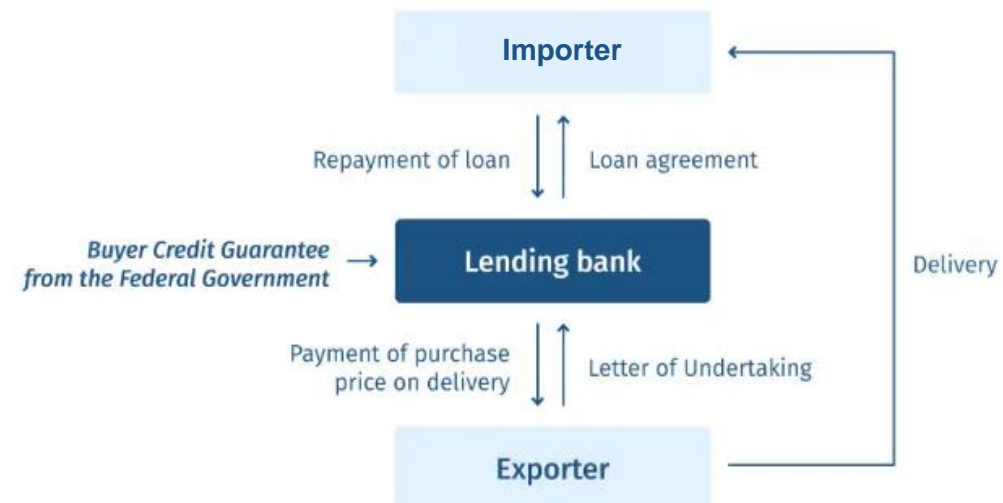 Importer
Repayment of loan
Loan agreement
Buyer Credit Guarantee
from the Federal Government
Lending bank
Delivery
Payment of purchase
price on delivery
Letter of Undertaking
Exporter